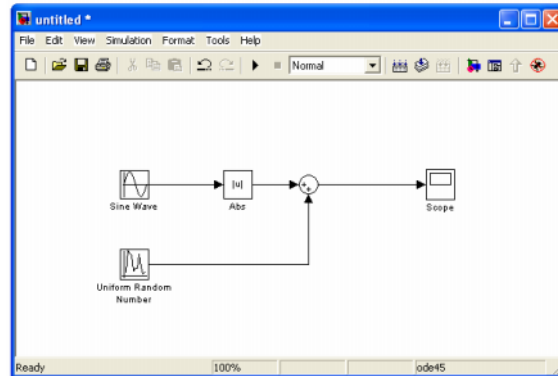 untitled *
File Edit View Simulation Format Tools Help
Normal
|u|
Sine Wave
Abs
Scope
Uniform Random
Number
Ready 100% ode45